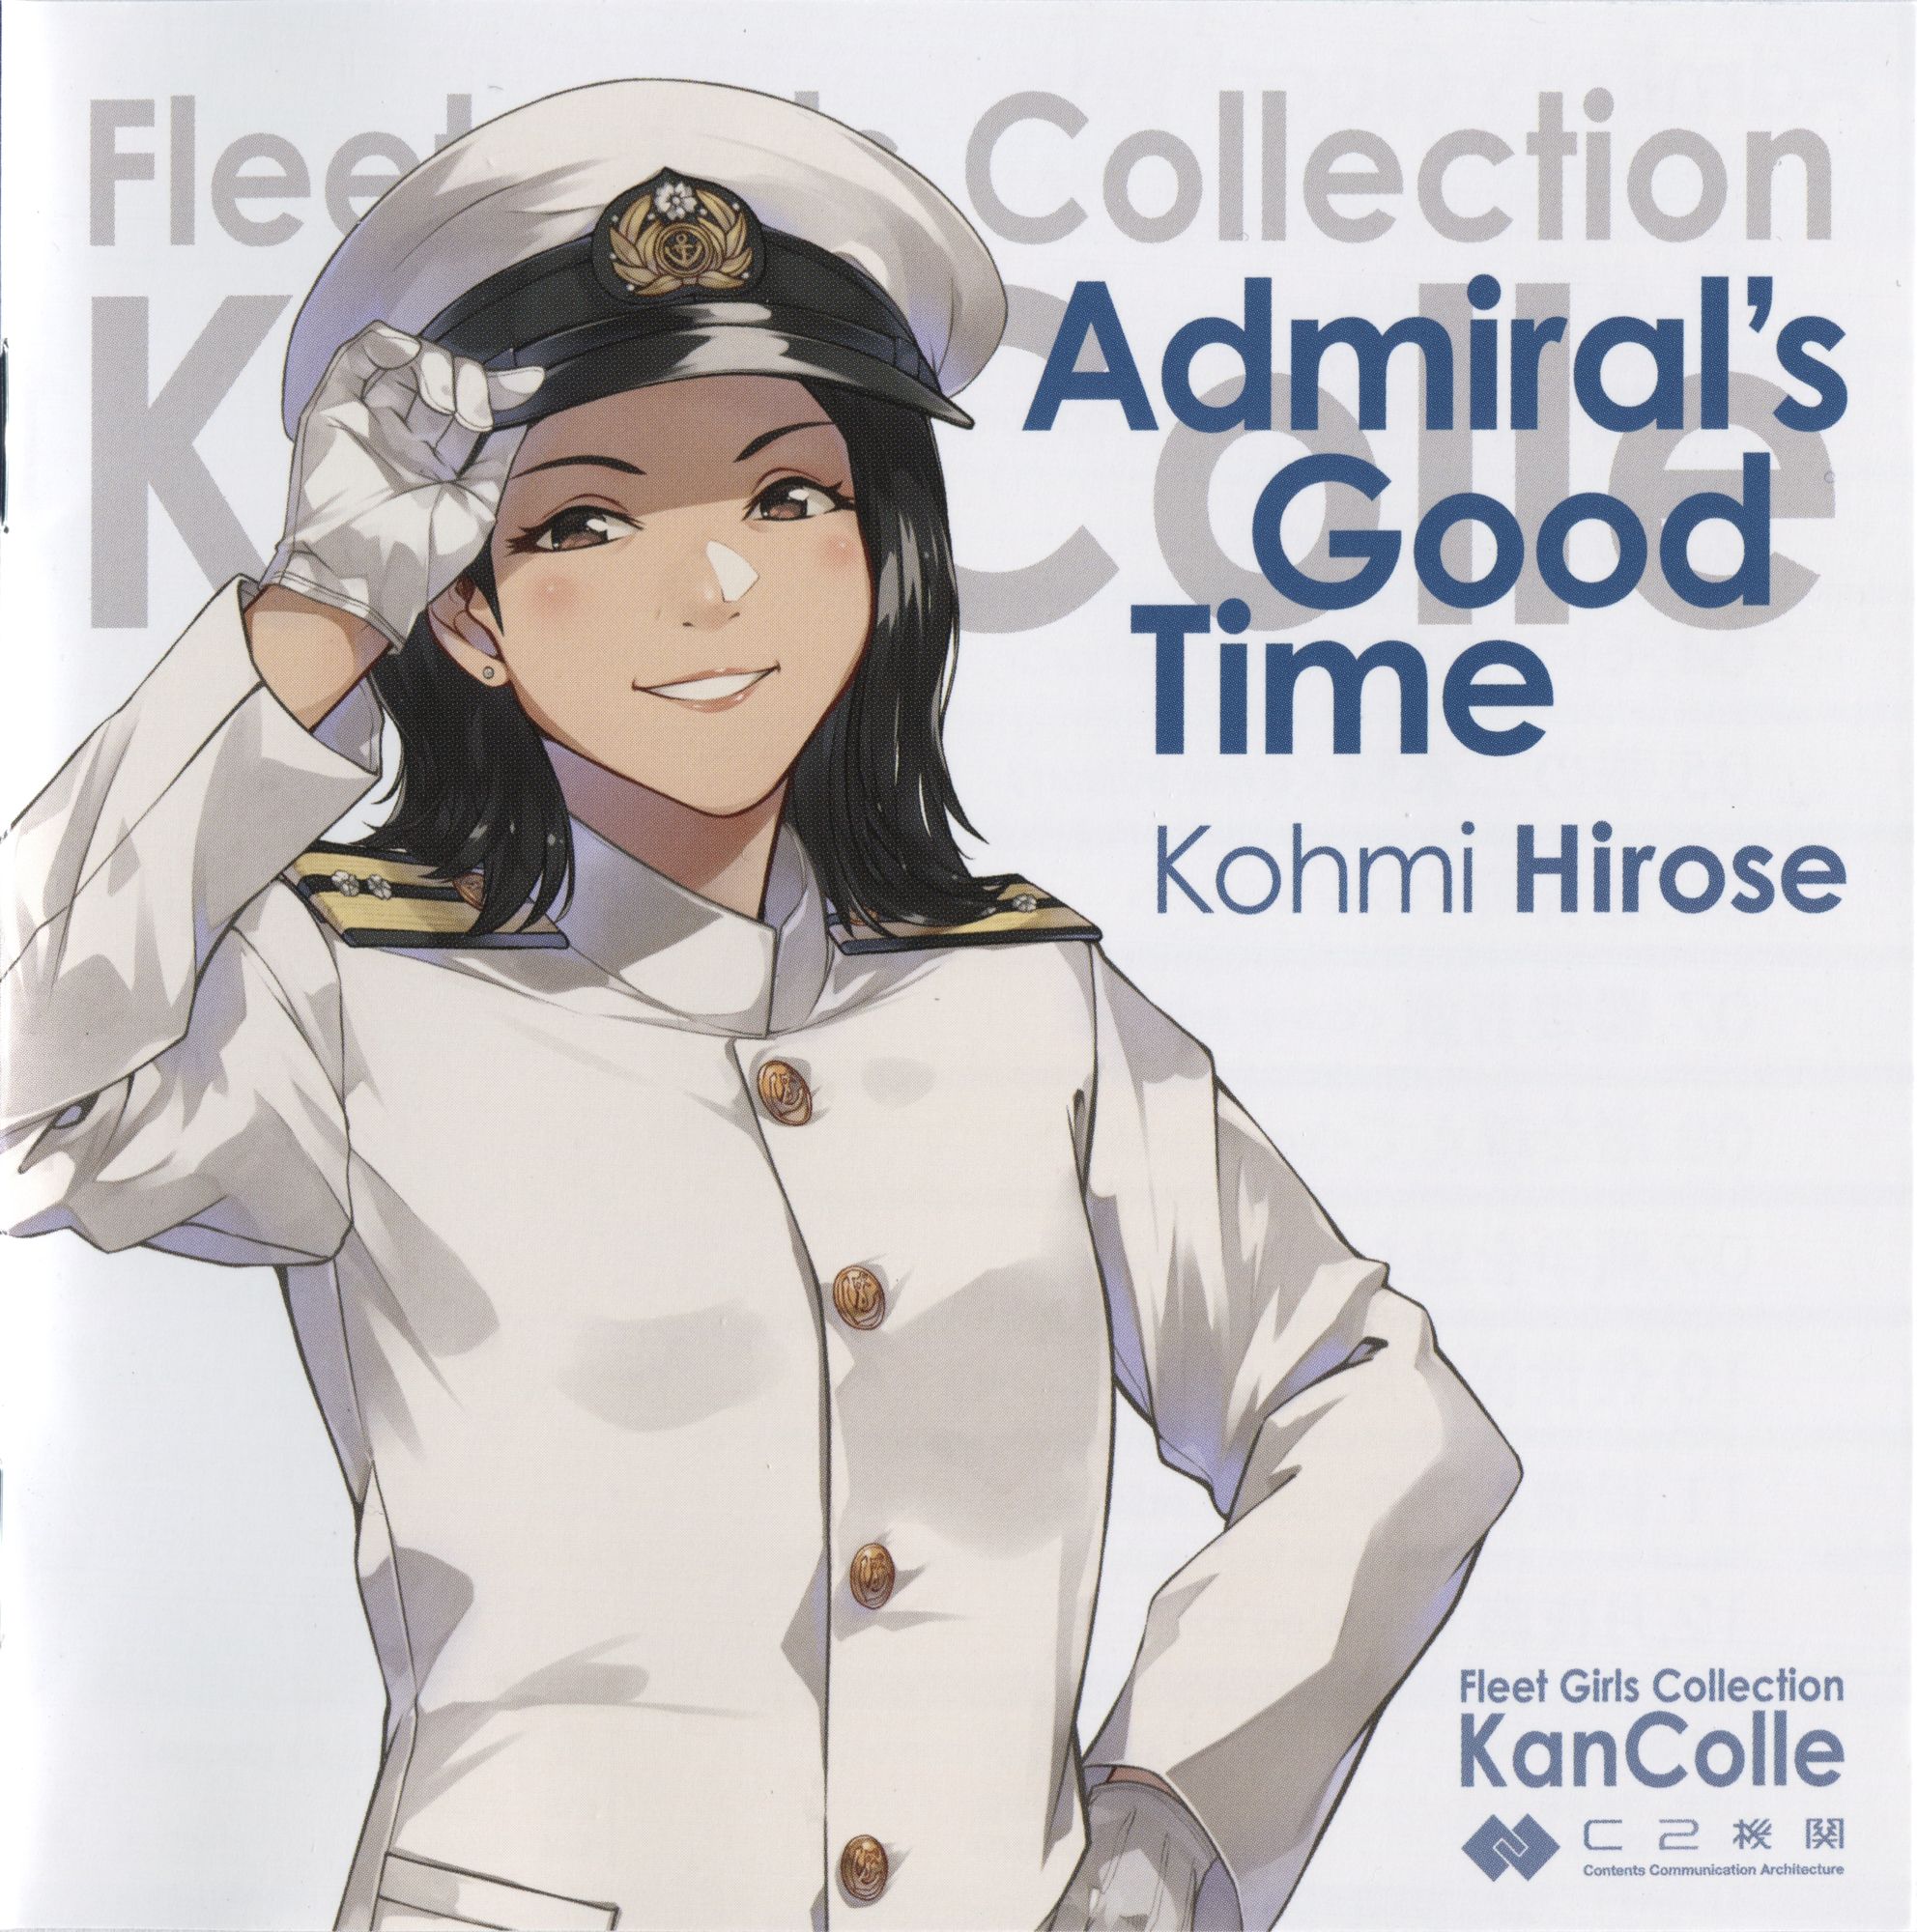 Fleet Girls Collection
KanColle
Admiral's
Good
Time
Kohmi Hirose
Fleet Girls Collection
KanColle
C2機関
Contents Communication Architecture